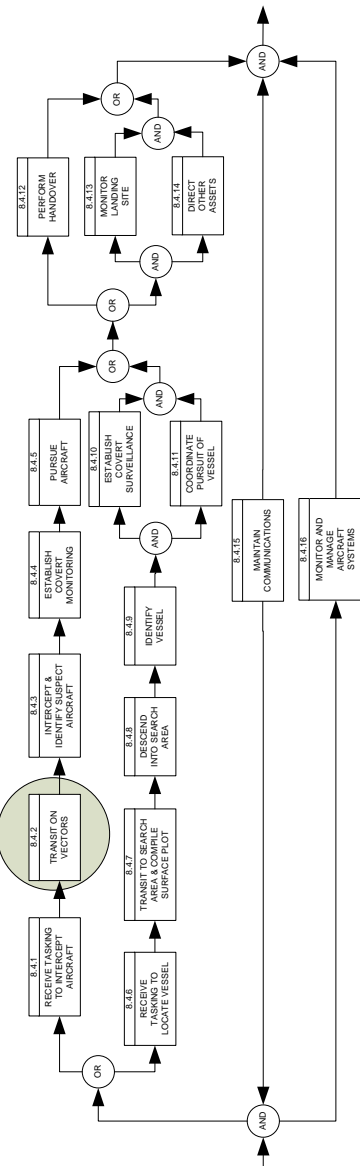 AND
OR
8.4.1
RECEIVE TASKING
TO INTERCEPT
AIRCRAFT
8.4.2
TRANSIT ON
VECTORS
8.4.3
INTERCEPT &
IDENTIFY SUSPECT
AIRCRAFT
8.4.4
ESTABLISH
COVERT
MONITORING
8.4.5
PURSUE
AIRCRAFT
8.4.6
RECEIVE
TASKING TO
LOCATE VESSEL
8.4.7
TRANSIT TO SEARCH
AREA & COMPILE
SURFACE PLOT
8.4.8
DESCEND
INTO SEARCH
AREA
8.4.9
IDENTIFY
VESSEL
AND
8.4.10
ESTABLISH
COVERT
SURVEILLANCE
8.4.11
COORDINATE
PURSUIT OF
VESSEL
AND
OR
OR
8.4.12
PERFORM
HANDOVER
AND
8.4.13
MONITOR
LANDING
SITE
8.4.14
DIRECT
OTHER
ASSETS
AND
OR
8.4.15
MAINTAIN
COMMUNICATIONS
8.4.16
MONITOR AND
MANAGE
AIRCRAFT
SYSTEMS
AND